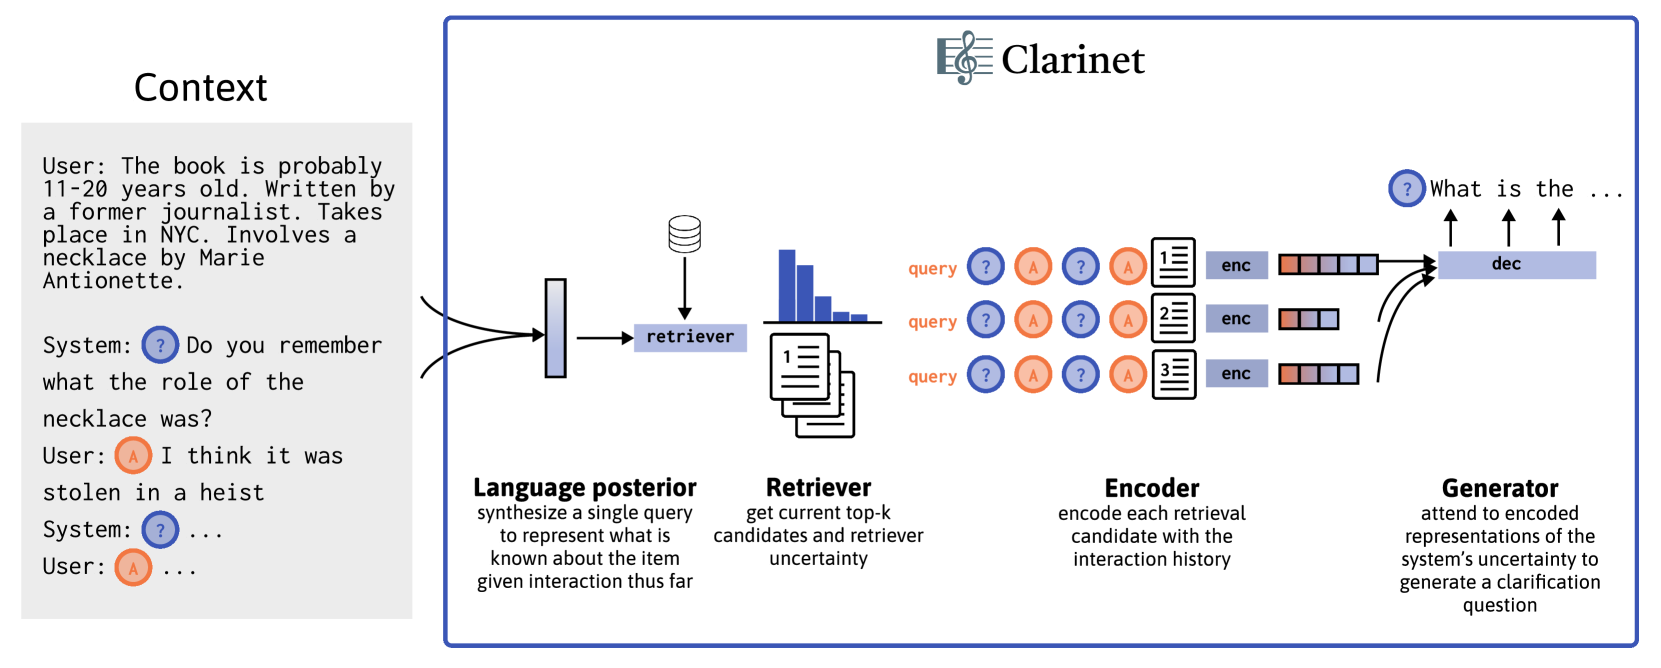 Clarinet
Context
User: The book is probably
11-20 years old. Written by
a former journalist. Takes
place in NYC. Involves a
necklace by Marie
Antionette.
System: ? Do you remember
what the role of the
necklace was?
User: A I think it was
stolen in a heist
System: ? ...
User: A ...
retriever
1
query ? A ? A 1 enc
query ? A ? A 2 enc
query ? A ? A 3 enc
? What is the ...
dec
Language posterior
synthesize a single query
to represent what is
known about the item
given interaction thus far
Retriever
get current top-k
candidates and retriever
uncertainty
Encoder
encode each retrieval
candidate with the
interaction history
Generator
attend to encoded
representations of the
system's uncertainty to
generate a clarification
question